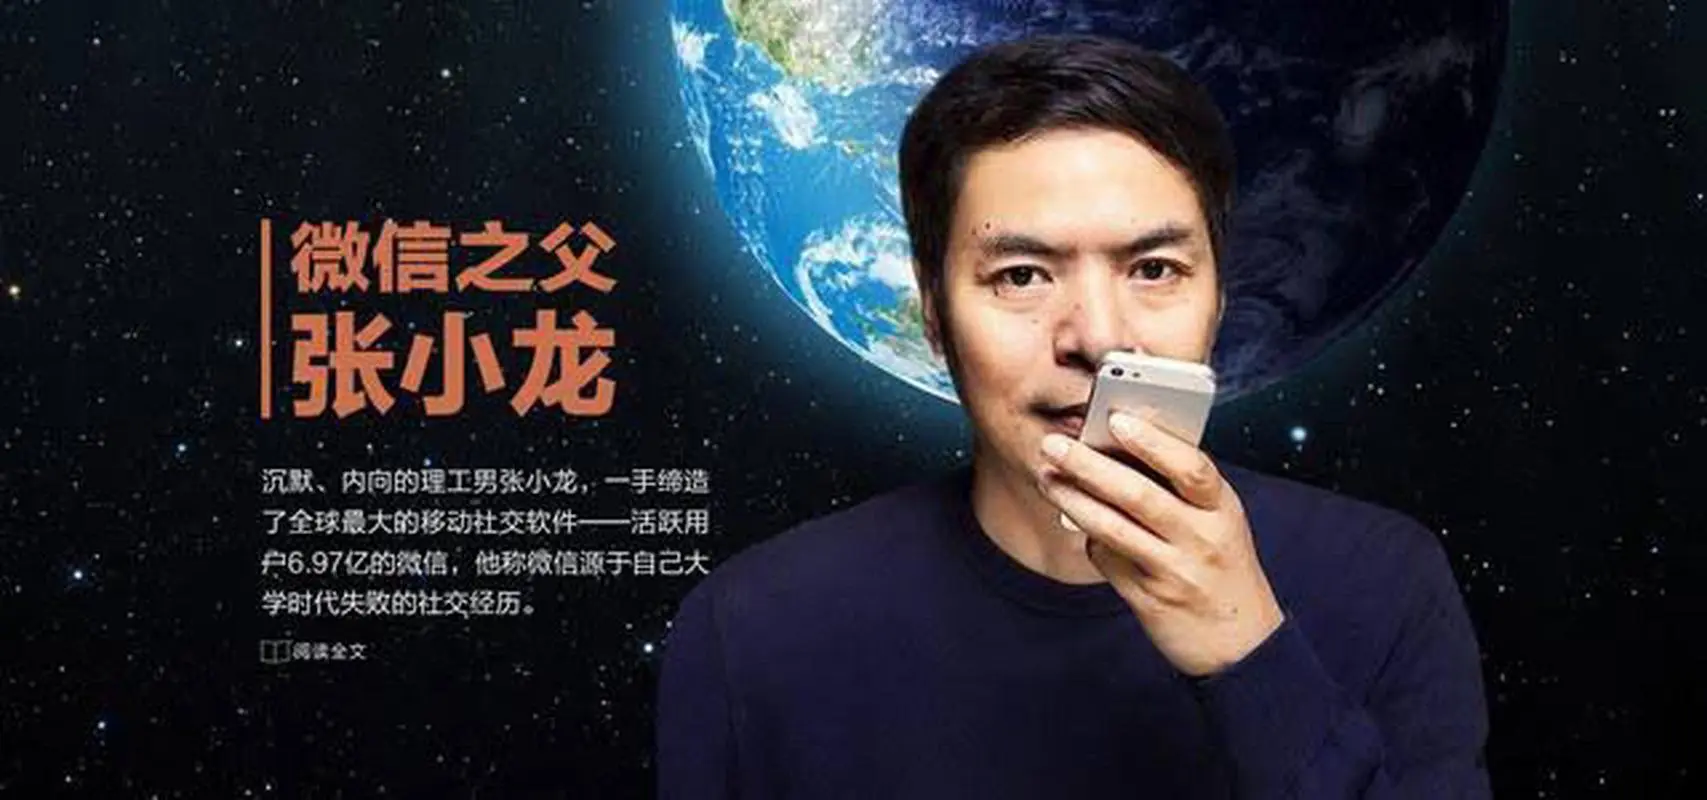 微信之父
张小龙
沉默、内向的理工男张小龙，一手缔造
了全球最大的移动社交软件——活跃用
户6.97亿的微信，他称微信源于自己大
学时代失败的社交经历。
阅读全文